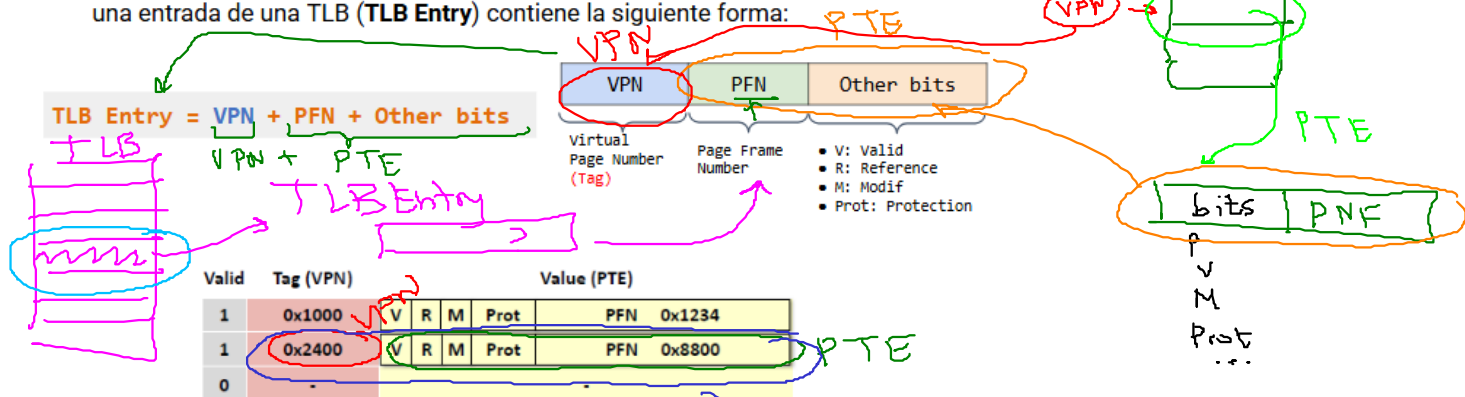 una entrada de una TLB (TLB Entry) contiene la siguiente forma:
PTE
VPN
VPN
VPN PFN Other bits
TLB Entry = VPN + PFN + Other bits
VPN + PTE
PTE
Virtual Page Number (Tag)
Page Frame Number
• V: Valid
• R: Reference
• M: Modif
• Prot: Protection
TLB
TLB Entry
bits PNF
P
V
M
Prot
...
Valid Tag (VPN) Value (PTE)
VPN
1 0x1000 V R M Prot PFN 0x1234
1 0x2400 V R M Prot PFN 0x8800
PTE
0 - -